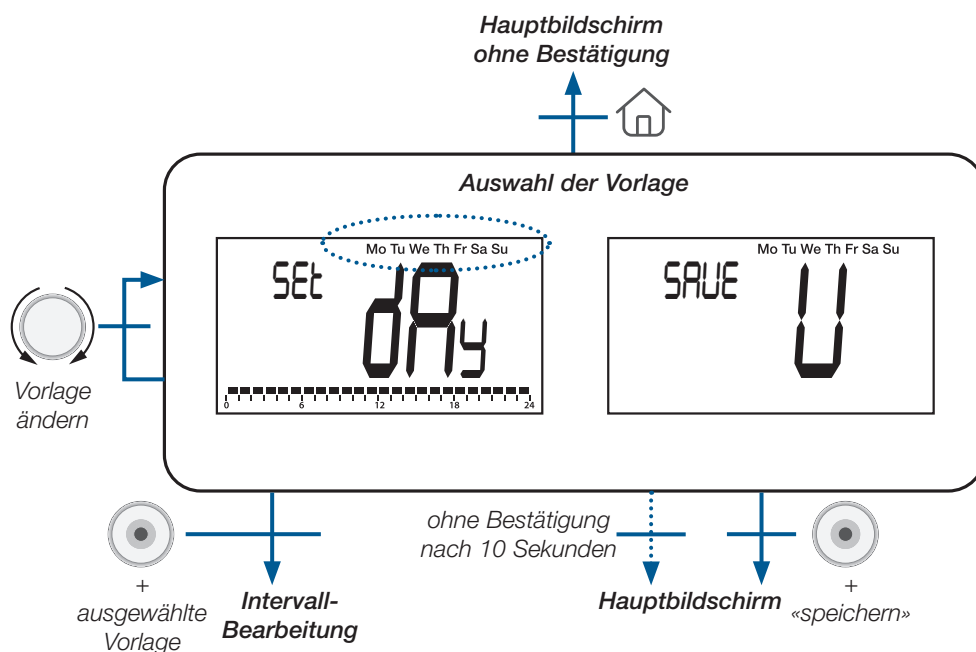 Hauptbildschirm
ohne Bestätigung
Auswahl der Vorlage
Mo Tu We Th Fr Sa Su
SEt
dAy
0 6 12 18 24
Mo Tu We Th Fr Sa Su
SAUE
U
Vorlage
ändern
+
ausgewählte
Vorlage
Intervall-
Bearbeitung
ohne Bestätigung
nach 10 Sekunden
Hauptbildschirm
+
«speichern»